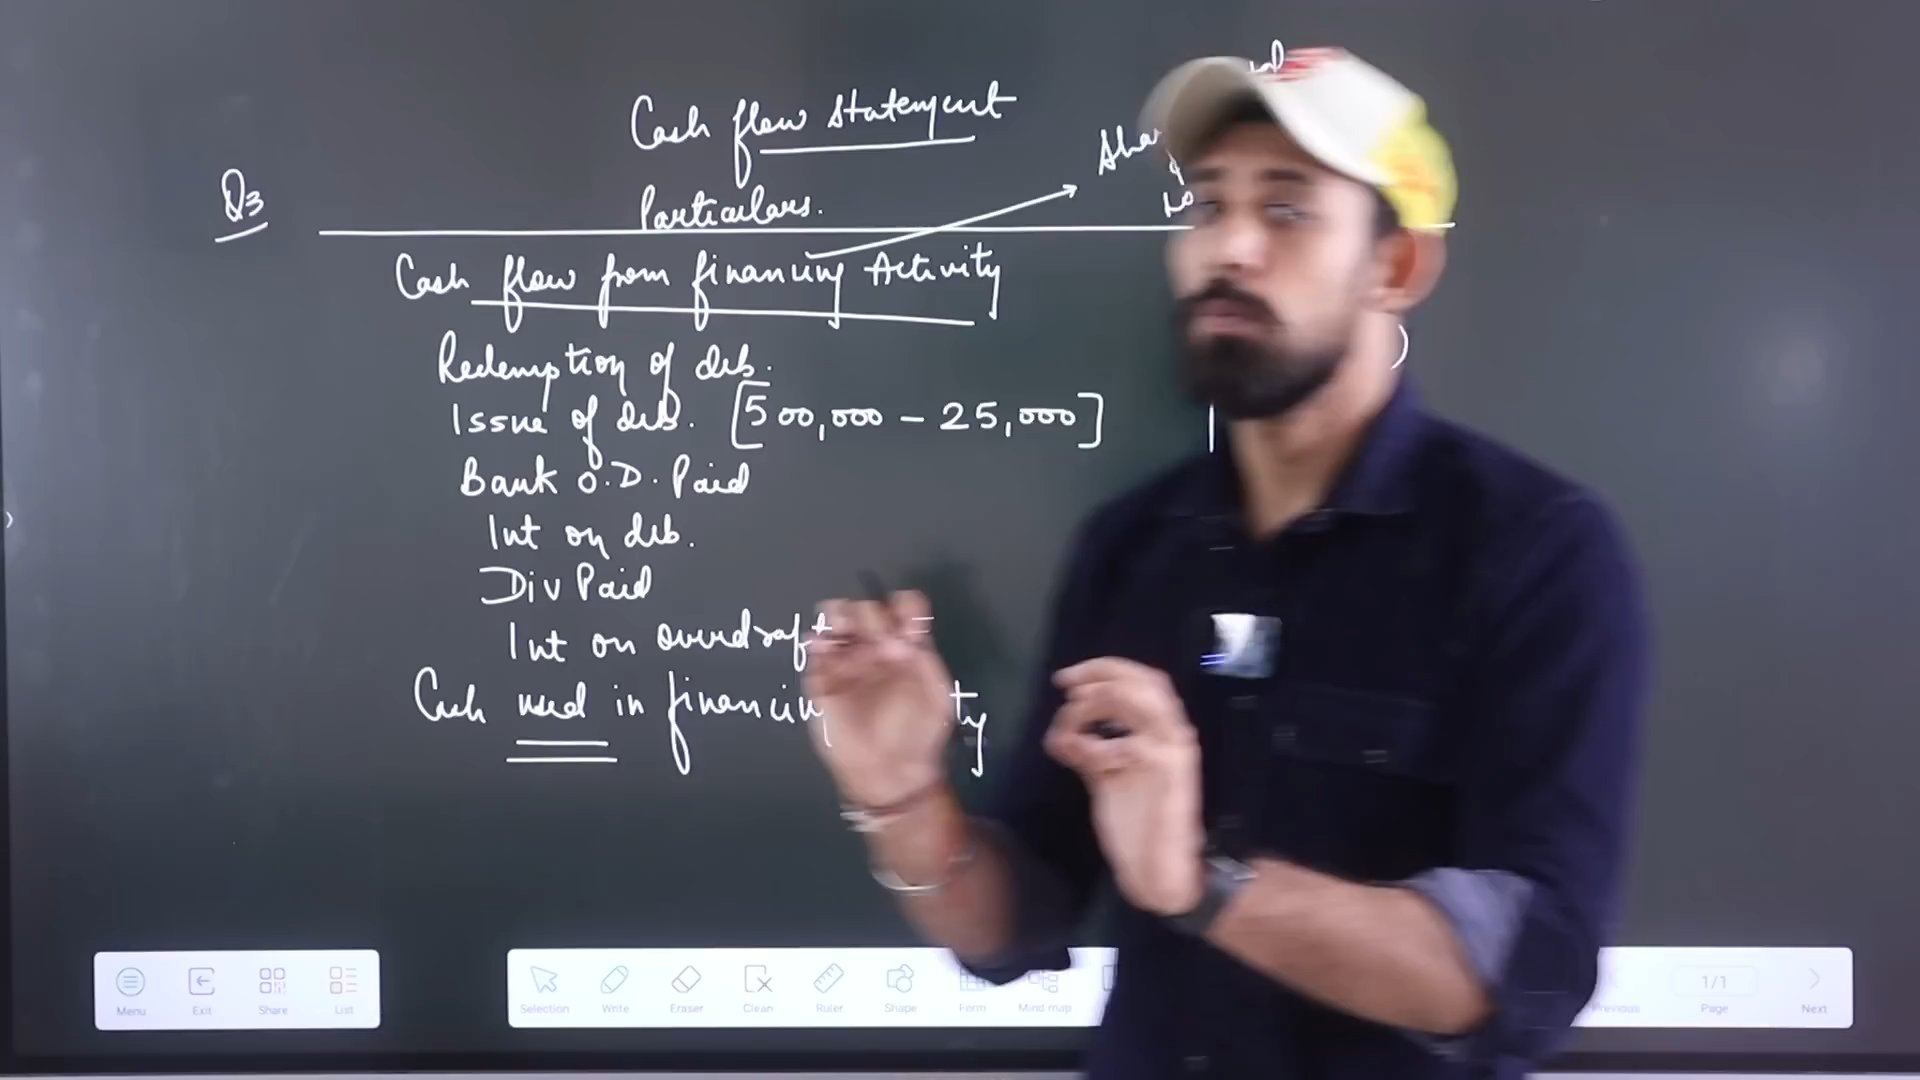 Cash flow statement
Q3
Particulars.
Cash flow from financing Activity
Redemption of deb.
Issue of deb. [500,000 - 25,000]
Bank O.D. Paid
Int on deb.
Div Paid
Int on overdraft =
Cash used in financing
Menu Exit Share List
Selection Write Eraser Clean Ruler Shape Form Mind map
Previous 1/1 Page Next